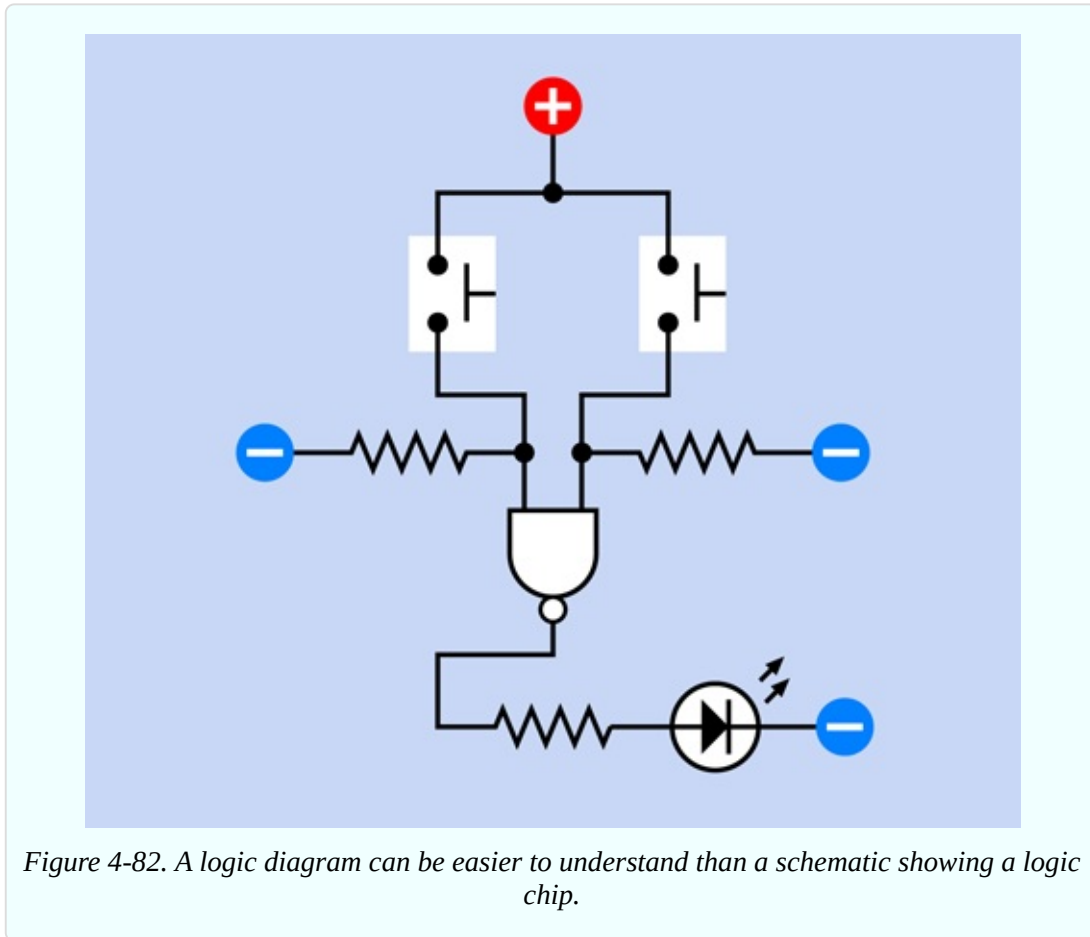 Figure 4-82. A logic diagram can be easier to understand than a schematic showing a logic
chip.